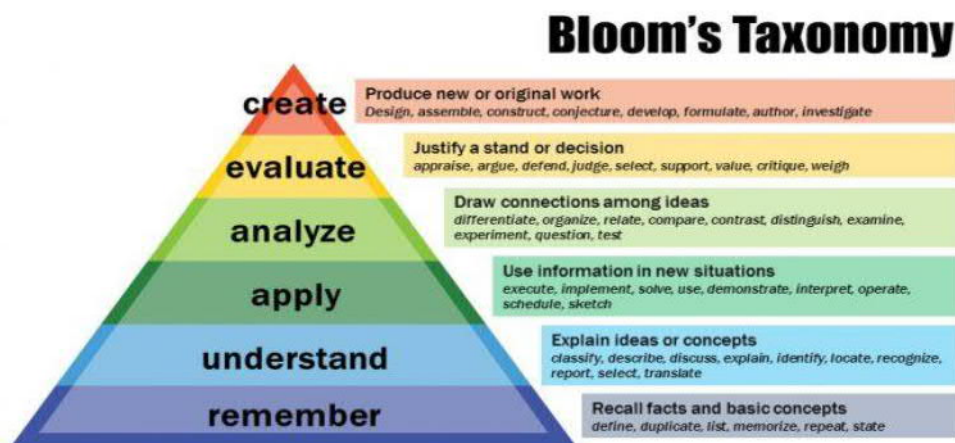 Bloom's Taxonomy
create
Produce new or original work
Design, assemble, construct, conjecture, develop, formulate, author, investigate
evaluate
Justify a stand or decision
appraise, argue, defend, judge, select, support, value, critique, weigh
analyze
Draw connections among ideas
differentiate, organize, relate, compare, contrast, distinguish, examine,
experiment, question, test
apply
Use information in new situations
execute, implement, solve, use, demonstrate, interpret, operate,
schedule, sketch
understand
Explain ideas or concepts
classify, describe, discuss, explain, identify, locate, recognize,
report, select, translate
remember
Recall facts and basic concepts
define, duplicate, list, memorize, repeat, state